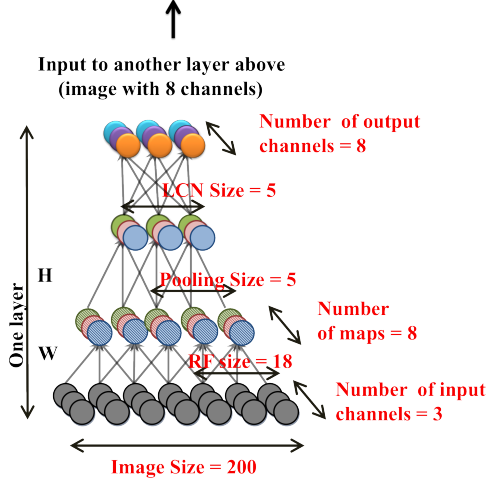 Input to another layer above
(image with 8 channels)
Number of output
channels = 8
LCN Size = 5
One layer
H
Pooling Size = 5
Number
of maps = 8
W
RF size = 18
Number of input
channels = 3
Image Size = 200